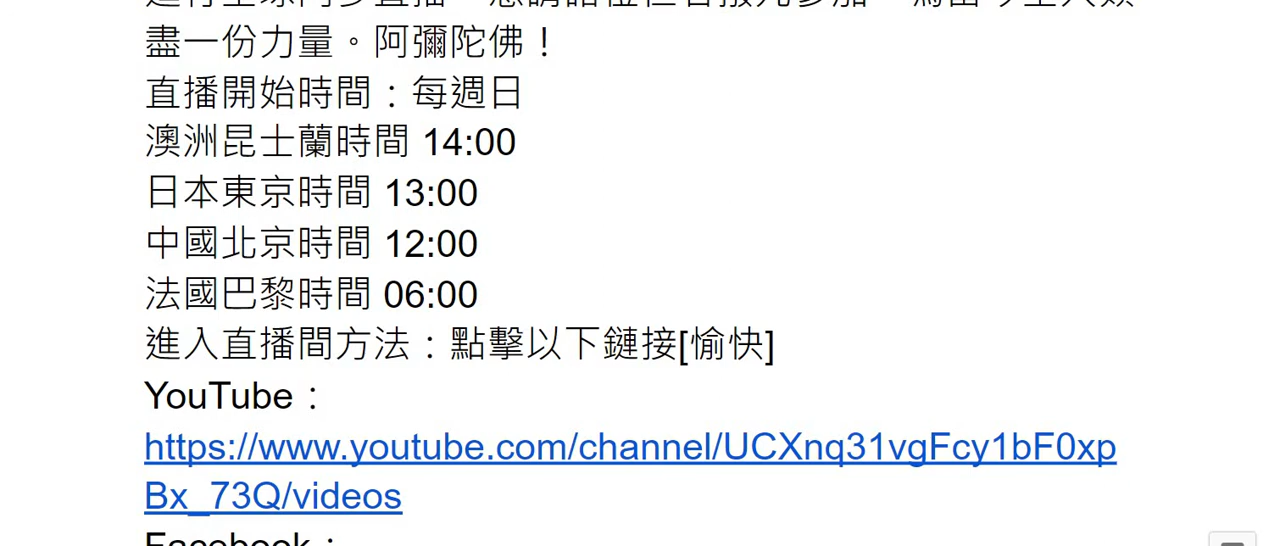 盡一份力量。阿彌陀佛！
直播開始時間：每週日
澳洲昆士蘭時間 14:00
日本東京時間 13:00
中國北京時間 12:00
法國巴黎時間 06:00
進入直播間方法：點擊以下鏈接[愉快]
YouTube：
https://www.youtube.com/channel/UCXnq31vgFcy1bF0xp
Bx_73Q/videos
Facebook：